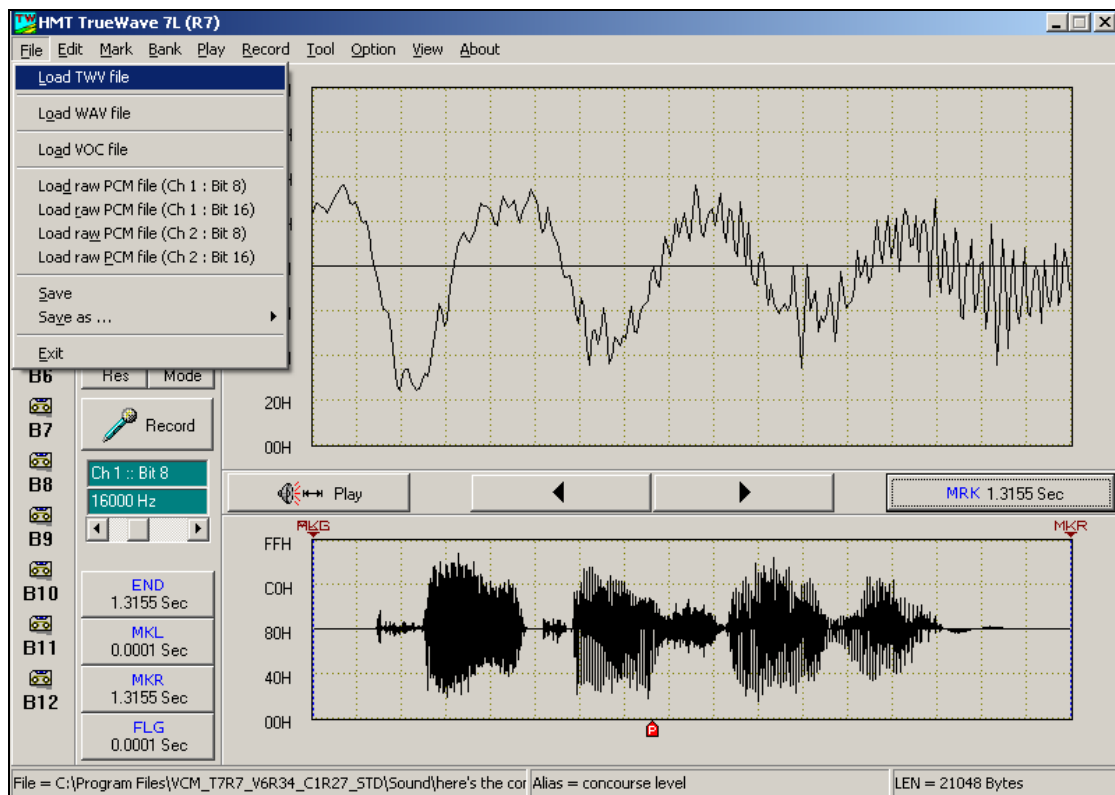 HMT TrueWave 7L (R7)
File Edit Mark Bank Play Record Tool Option View About
Load TWV file
Load WAV file
Load VOC file
Load raw PCM file (Ch 1 : Bit 8)
Load raw PCM file (Ch 1 : Bit 16)
Load raw PCM file (Ch 2 : Bit 8)
Load raw PCM file (Ch 2 : Bit 16)
Save
Save as ...
Exit
B6
B7
B8
B9
B10
B11
B12
Res Mode
Record
Ch 1 :: Bit 8
16000 Hz
END
1.3155 Sec
MKL
0.0001 Sec
MKR
1.3155 Sec
FLG
0.0001 Sec
20H
00H
Play
MRK 1.3155 Sec
MKR
FFH
C0H
80H
40H
00H
P
File = C:\Program Files\VCM_T7R7_V6R34_C1R27_STD\Sound\here's the co
Alias = concourse level
LEN = 21048 Bytes